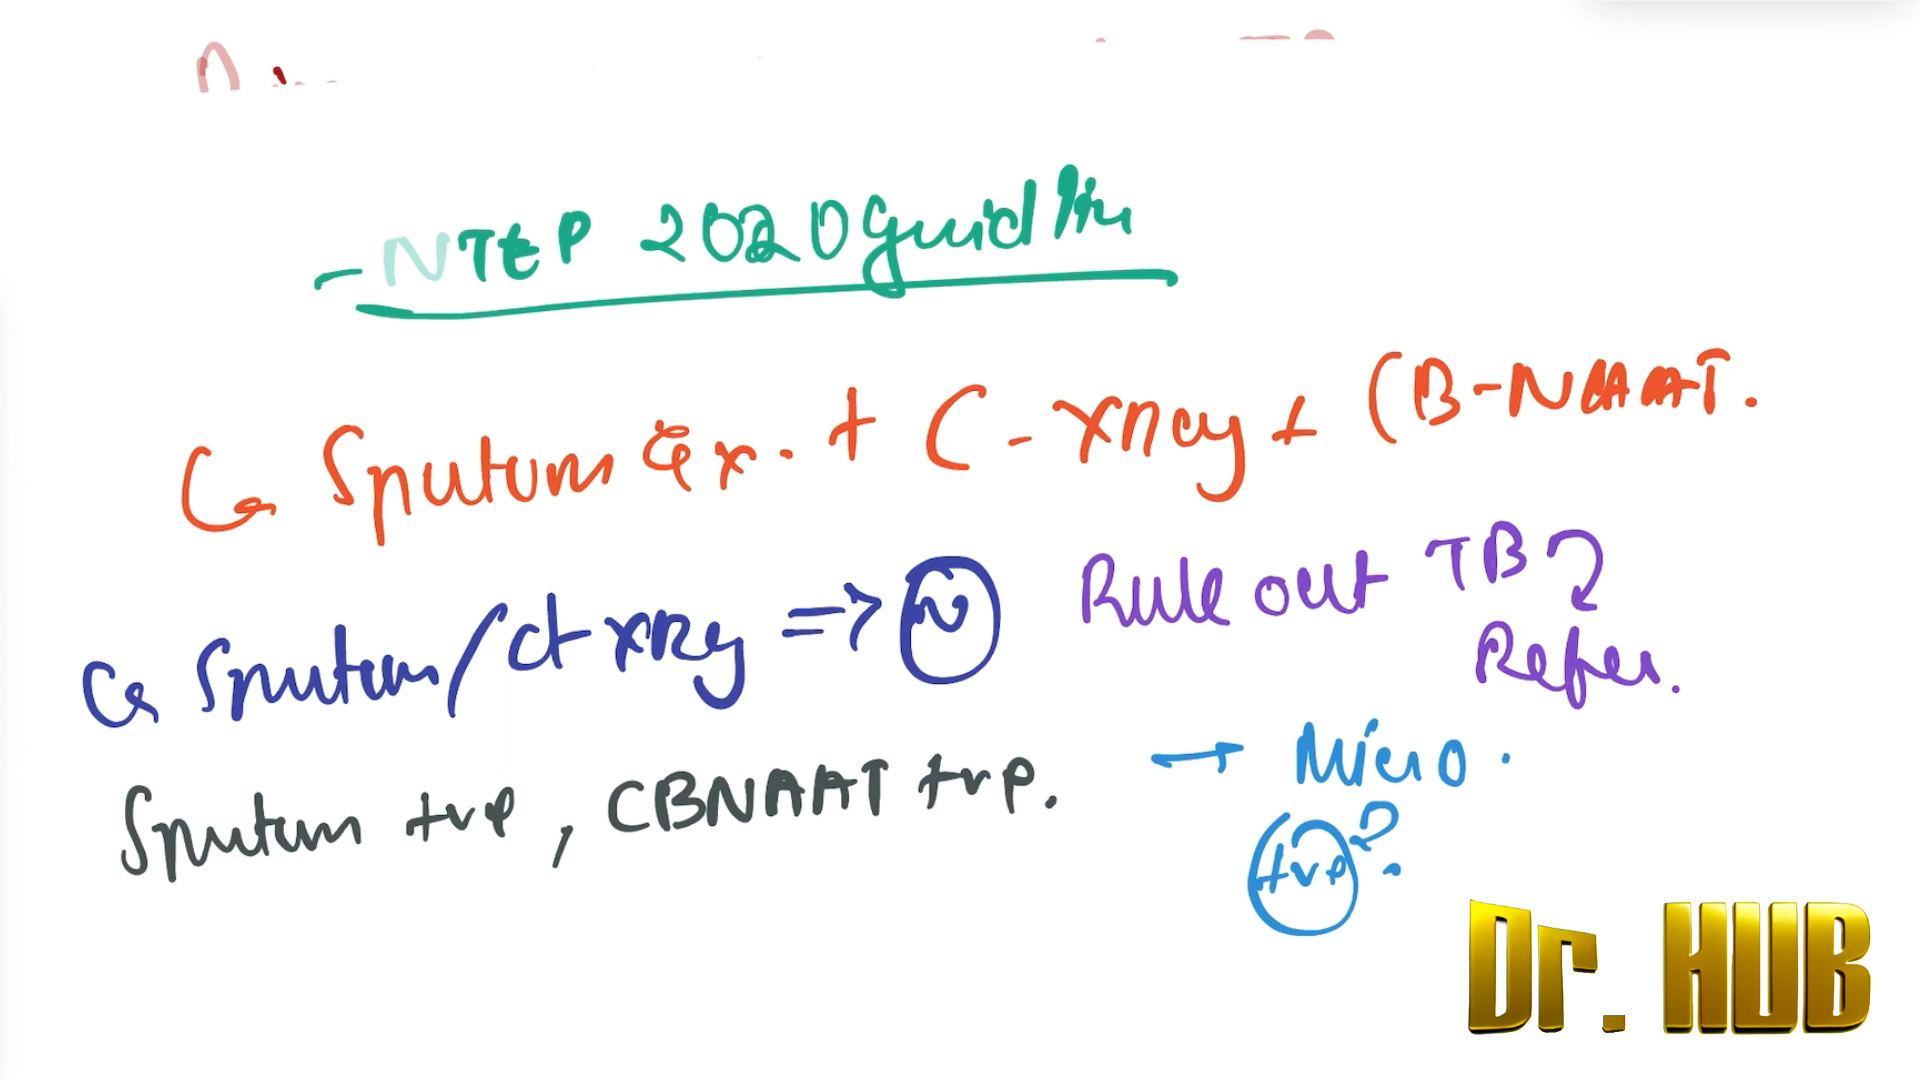 - NTEP 2020 Guidline
Sputum Ex. + C-XRay + CB-NAAT.
Sputum/Ct XRay => N
Rule out TB
Refer.
Sputum +ve, CBNAAT +ve. → Micro.
+ve?
Dr. HUB